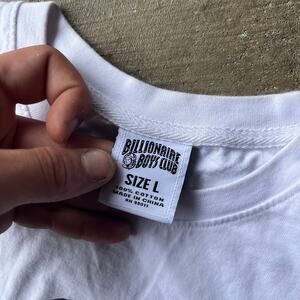 BILLIONAIRE
BOYS CLUB
SIZE L
100% COTTON
MADE IN CHINA